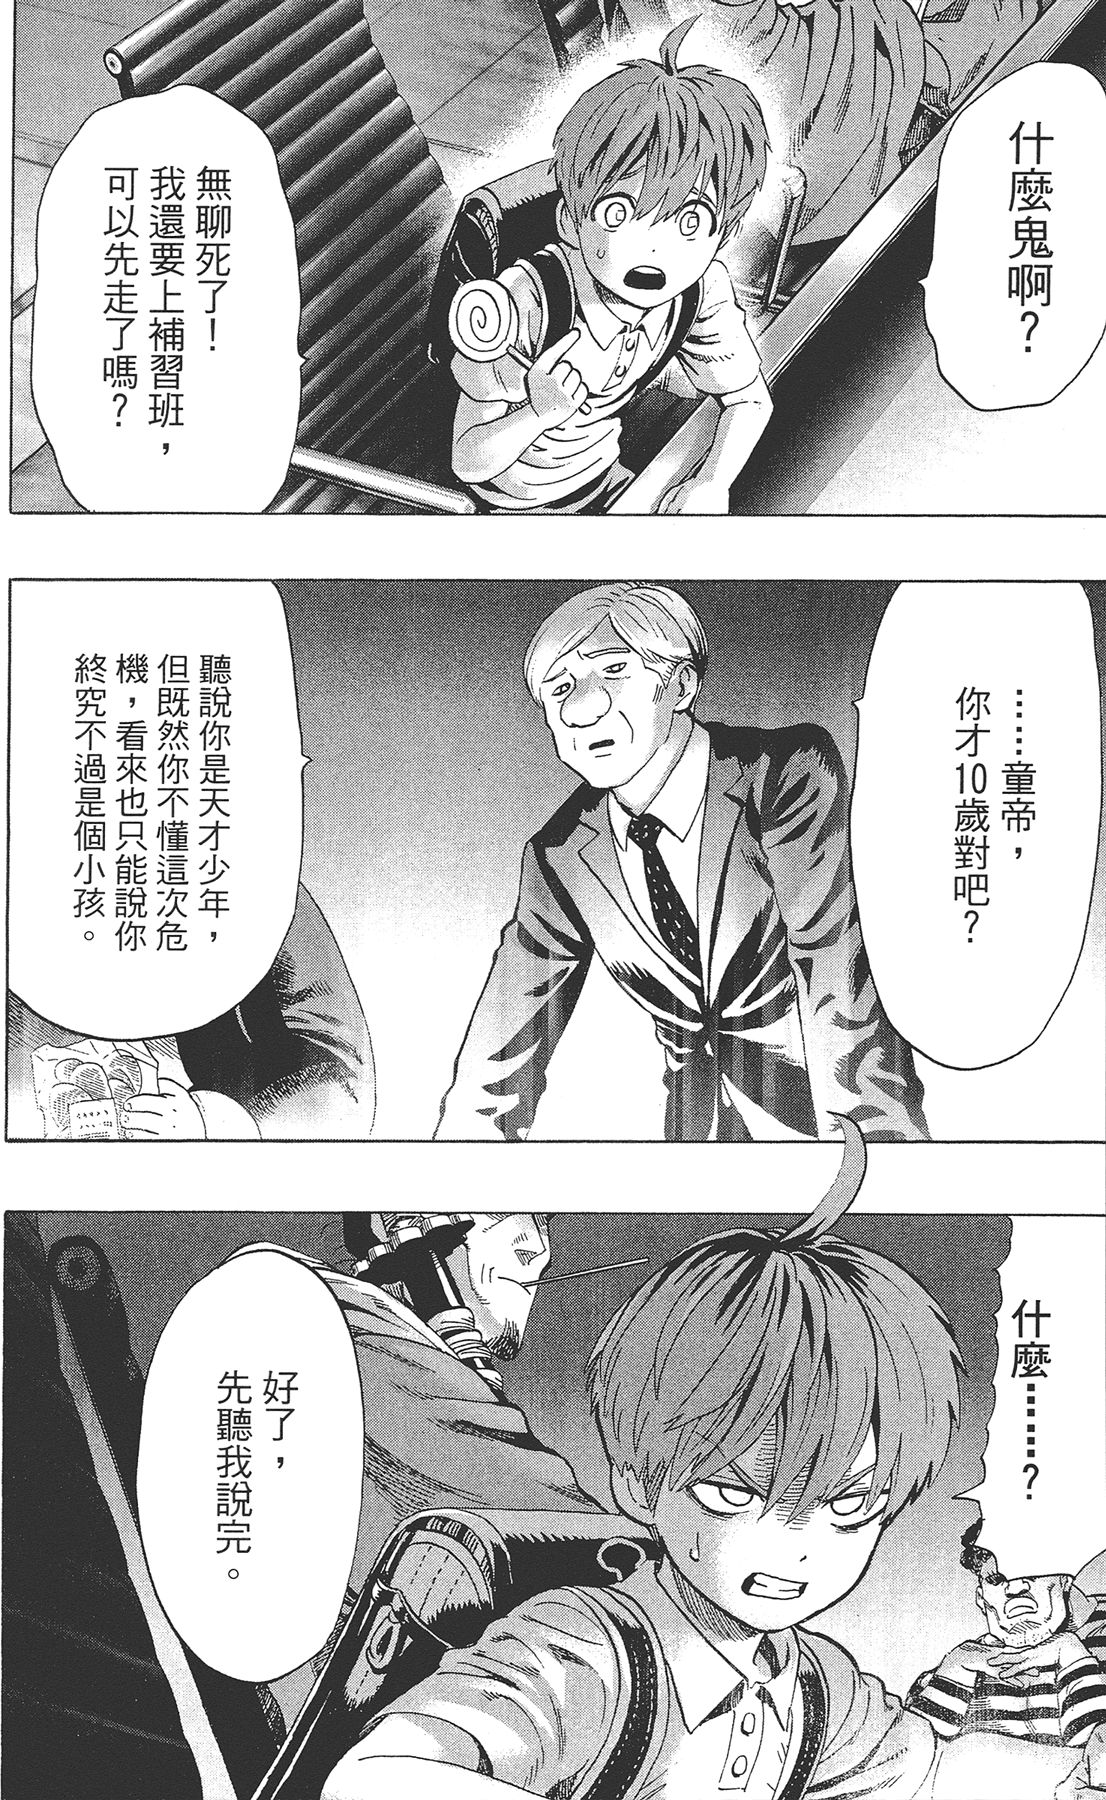 什麼鬼啊？
無聊死了！
我還要上補習班，
可以先走了嗎？
……童帝，
你才10歲對吧？
聽說你是天才少年，
但既然你不懂這次危
機，看來也只能說你
終究不過是個小孩。
什麼……？
好了，
先聽我說完。